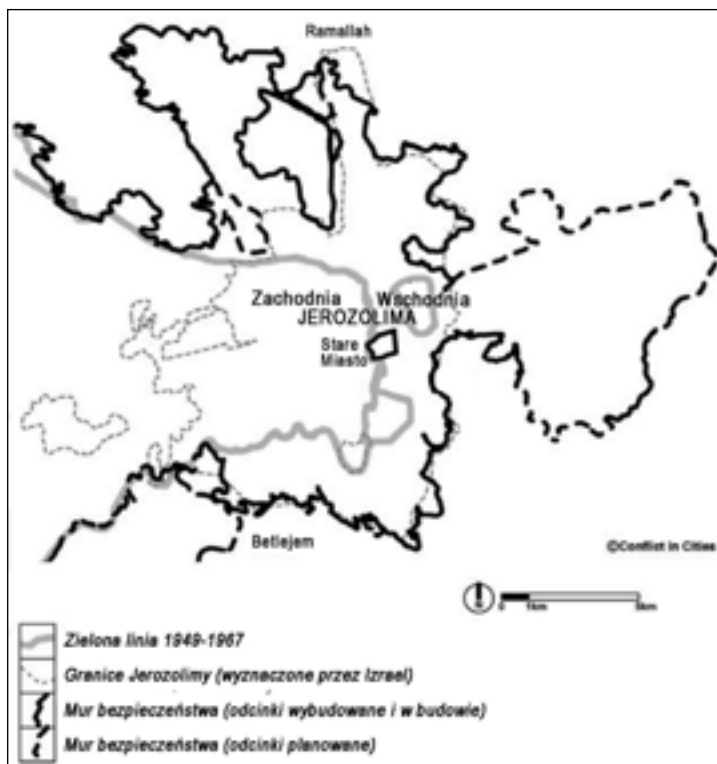 Ramallah
Zachodnia Wschodnia
JEROZOLIMA
Stare
Miasto
Betlejem
©Conflict in Cities
N
0 1km 5km
Zielona linia 1949-1967
Granice Jerozolimy (wyznaczone przez Izrael)
Mur bezpieczeństwa (odcinki wybudowane i w budowie)
Mur bezpieczeństwa (odcinki planowane)